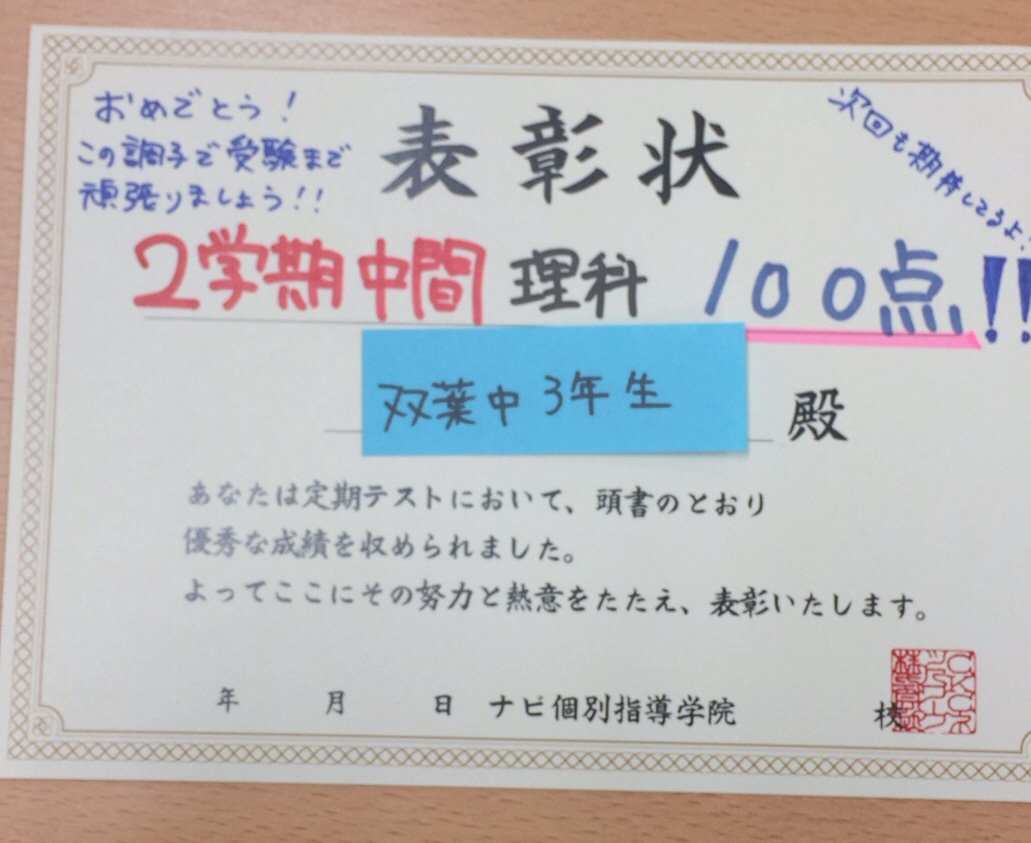 おめでとう!
この調子で受験まで
頑張りましょう!!
表彰状
次回も期待してるよ
2学期中間 理科 100点!!
双葉中3年生 殿
あなたは定期テストにおいて、頭書のとおり
優秀な成績を収められました。
よってここにその努力と熱意をたたえ、表彰いたします。
年 月 日 ナビ個別指導学院 校